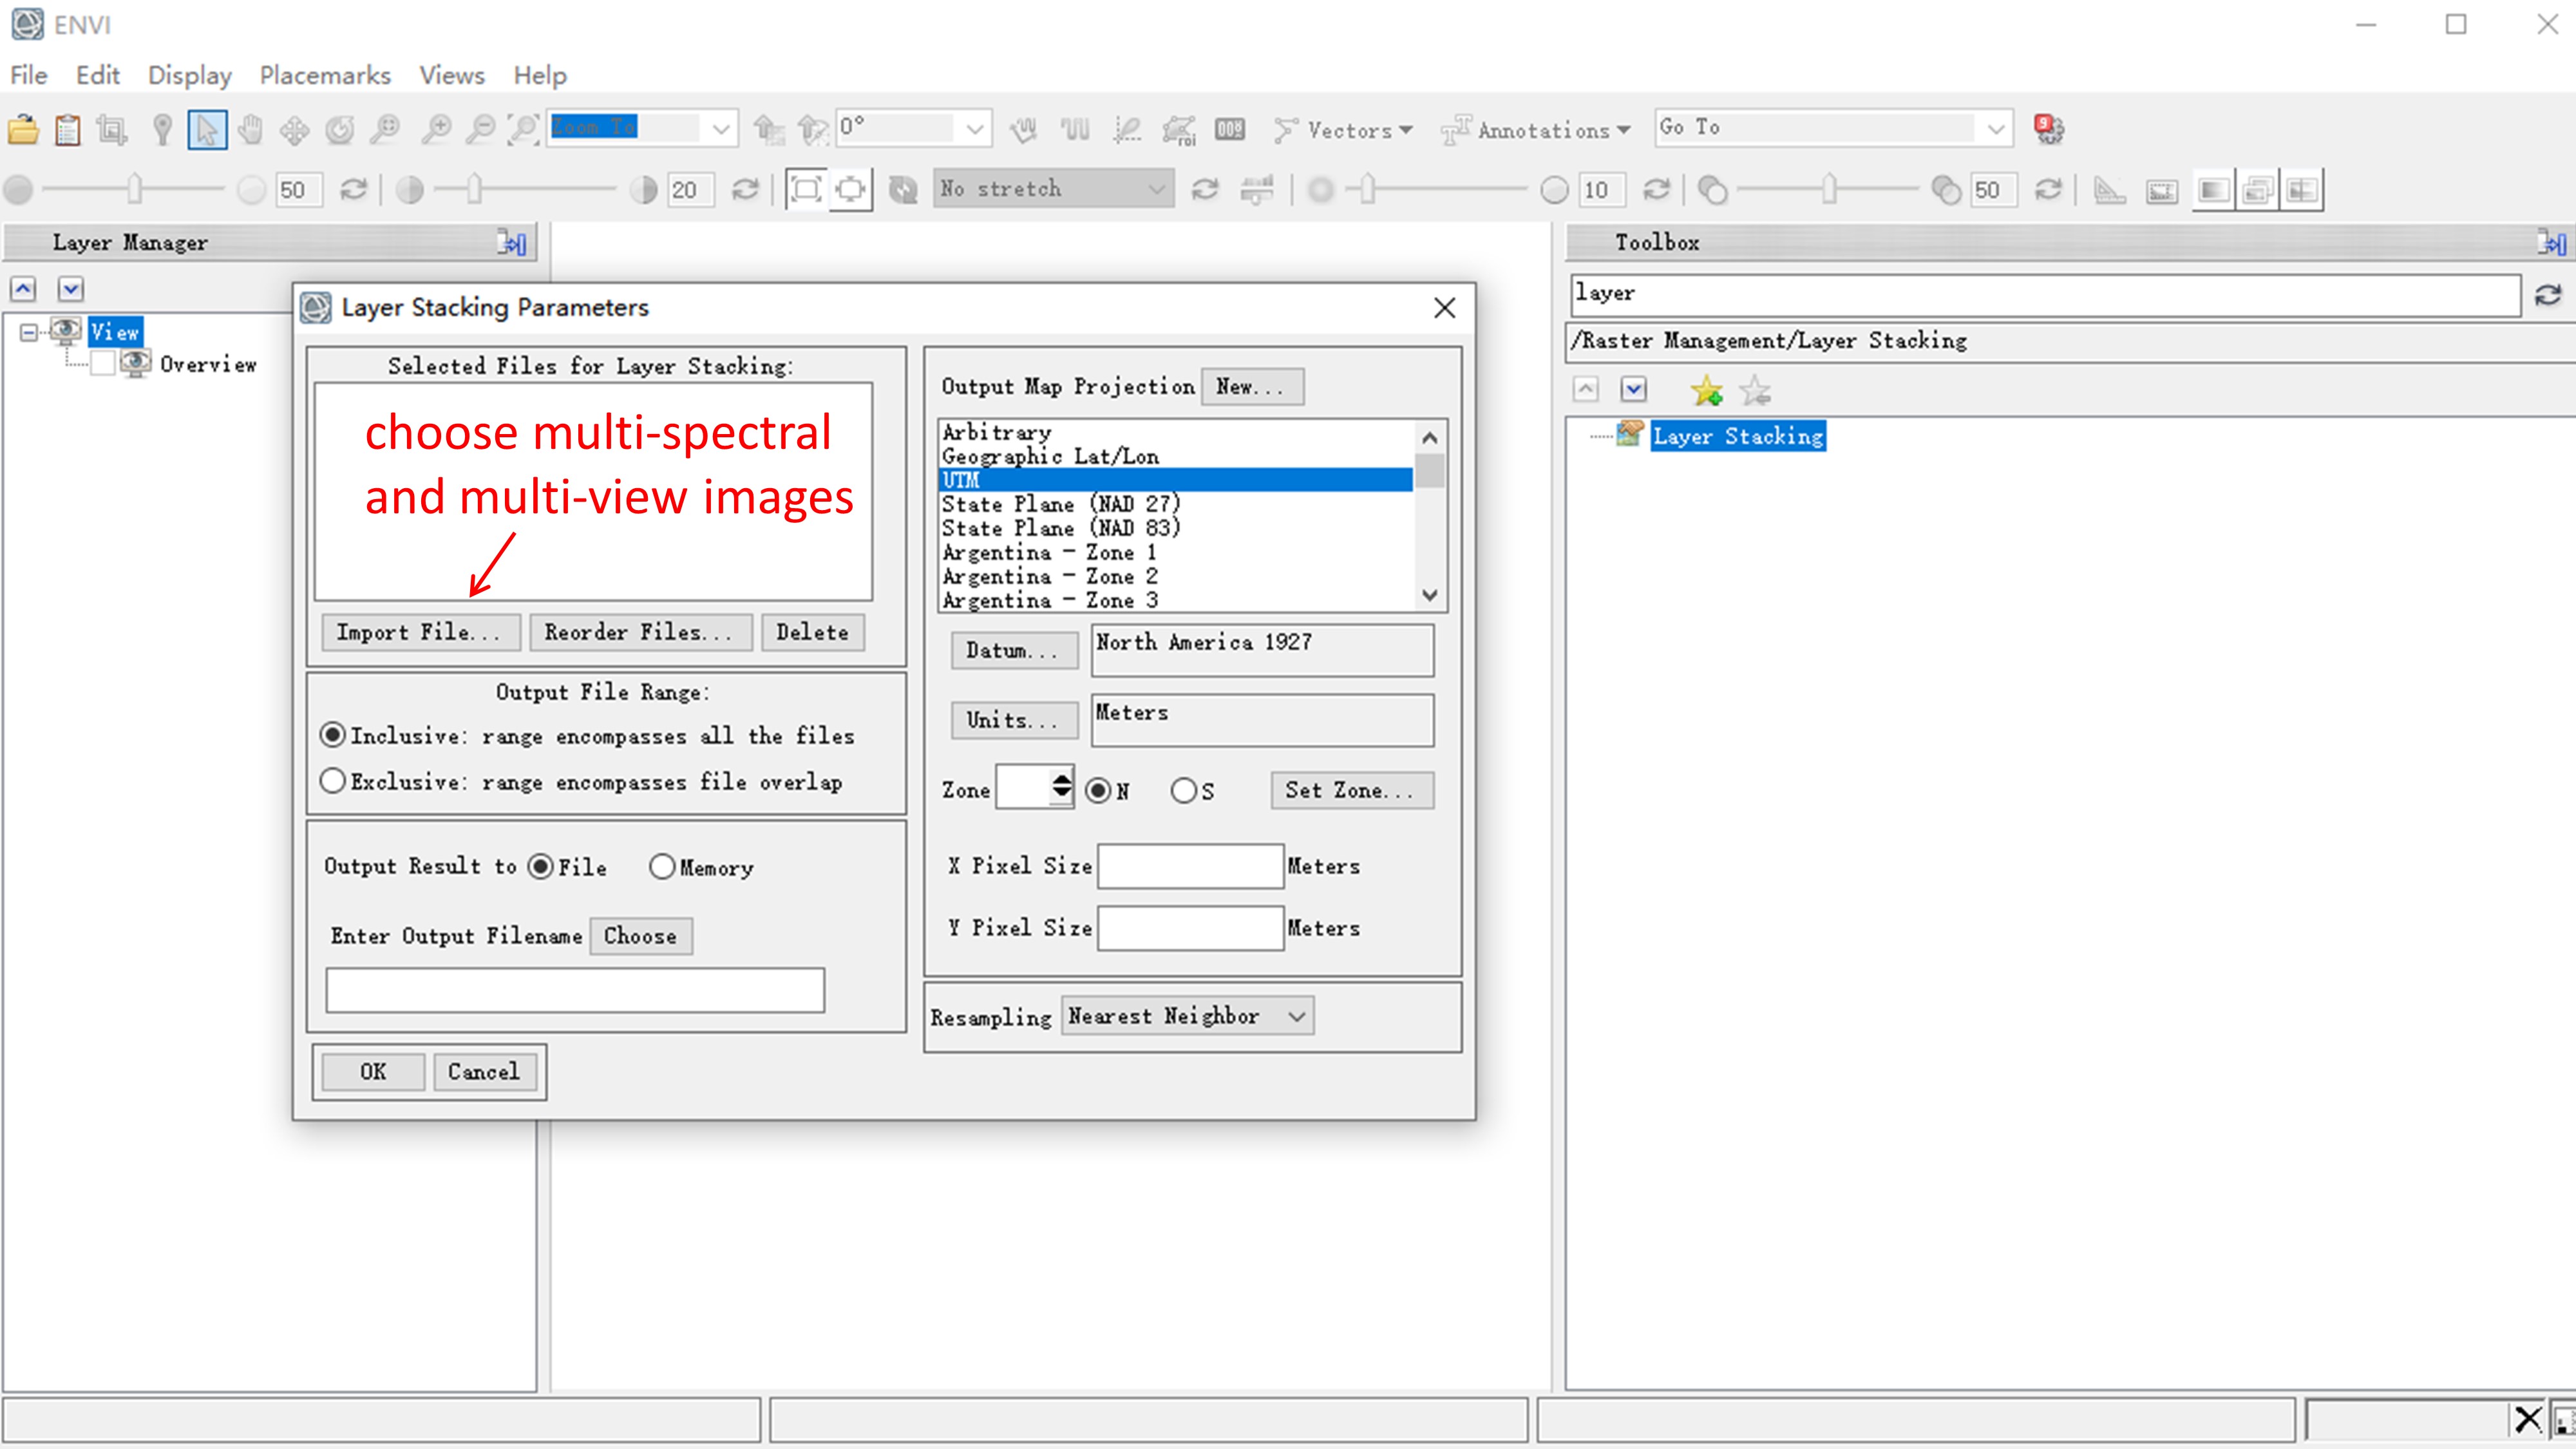 ENVI
File Edit Display Placemarks Views Help
Zoom To 0° Vectors Annotations Go To 9
50 20 No stretch 10 50
Layer Manager
View
Overview
Layer Stacking Parameters
Selected Files for Layer Stacking:
choose multi-spectral
and multi-view images
Import File... Reorder Files... Delete
Output File Range:
Inclusive: range encompasses all the files
Exclusive: range encompasses file overlap
Output Result to File Memory
Enter Output Filename Choose
OK Cancel
Output Map Projection New...
Arbitrary
Geographic Lat/Lon
UTM
State Plane (NAD 27)
State Plane (NAD 83)
Argentina - Zone 1
Argentina - Zone 2
Argentina - Zone 3
Datum... North America 1927
Units... Meters
Zone N S Set Zone...
X Pixel Size Meters
Y Pixel Size Meters
Resampling Nearest Neighbor
Toolbox
layer
/Raster Management/Layer Stacking
Layer Stacking